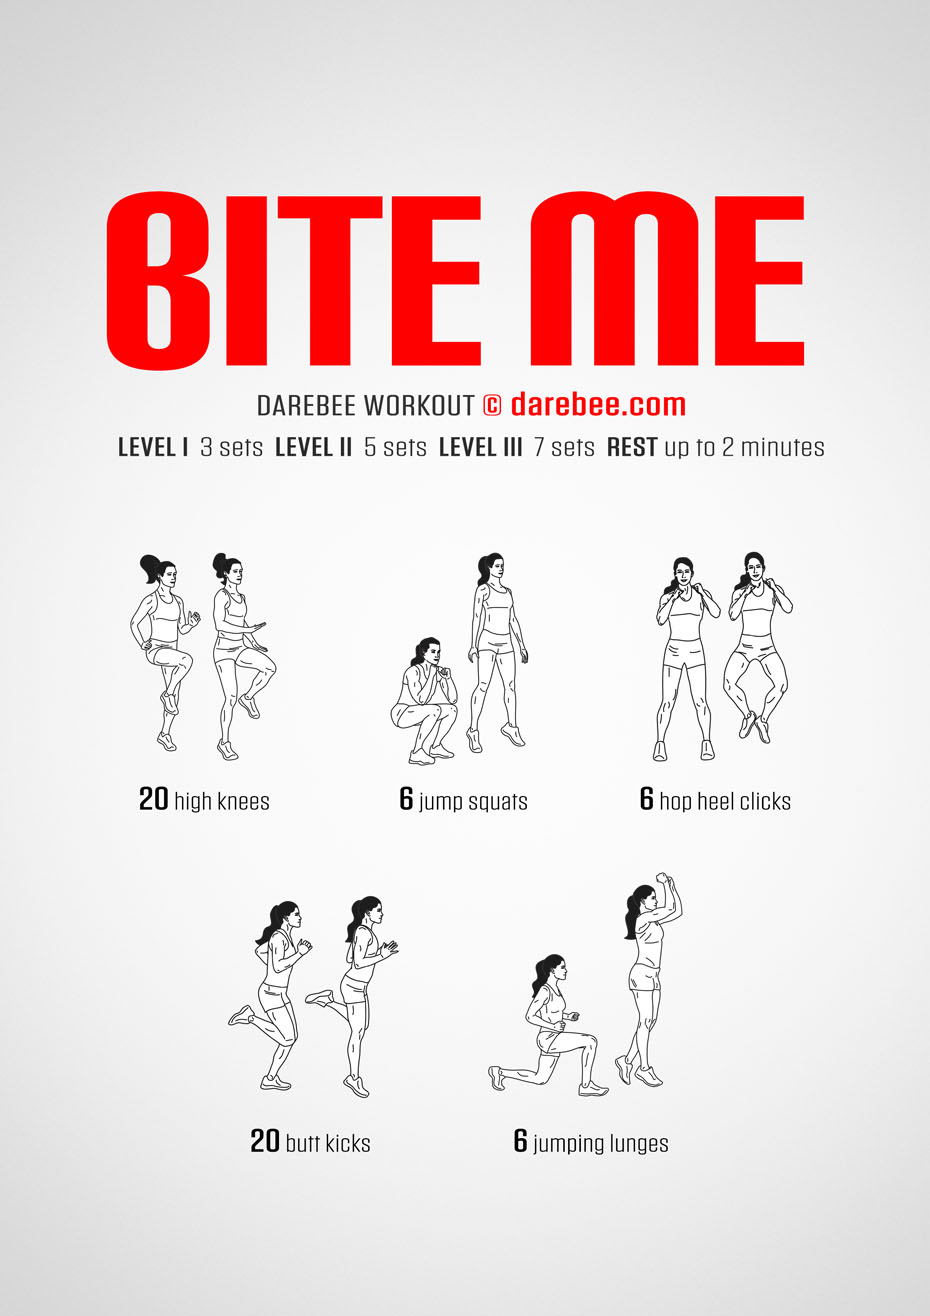 BITE ME
DAREBEE WORKOUT © darebee.com
LEVEL I 3 sets LEVEL II 5 sets LEVEL III 7 sets REST up to 2 minutes
20 high knees
6 jump squats
6 hop heel clicks
20 butt kicks
6 jumping lunges